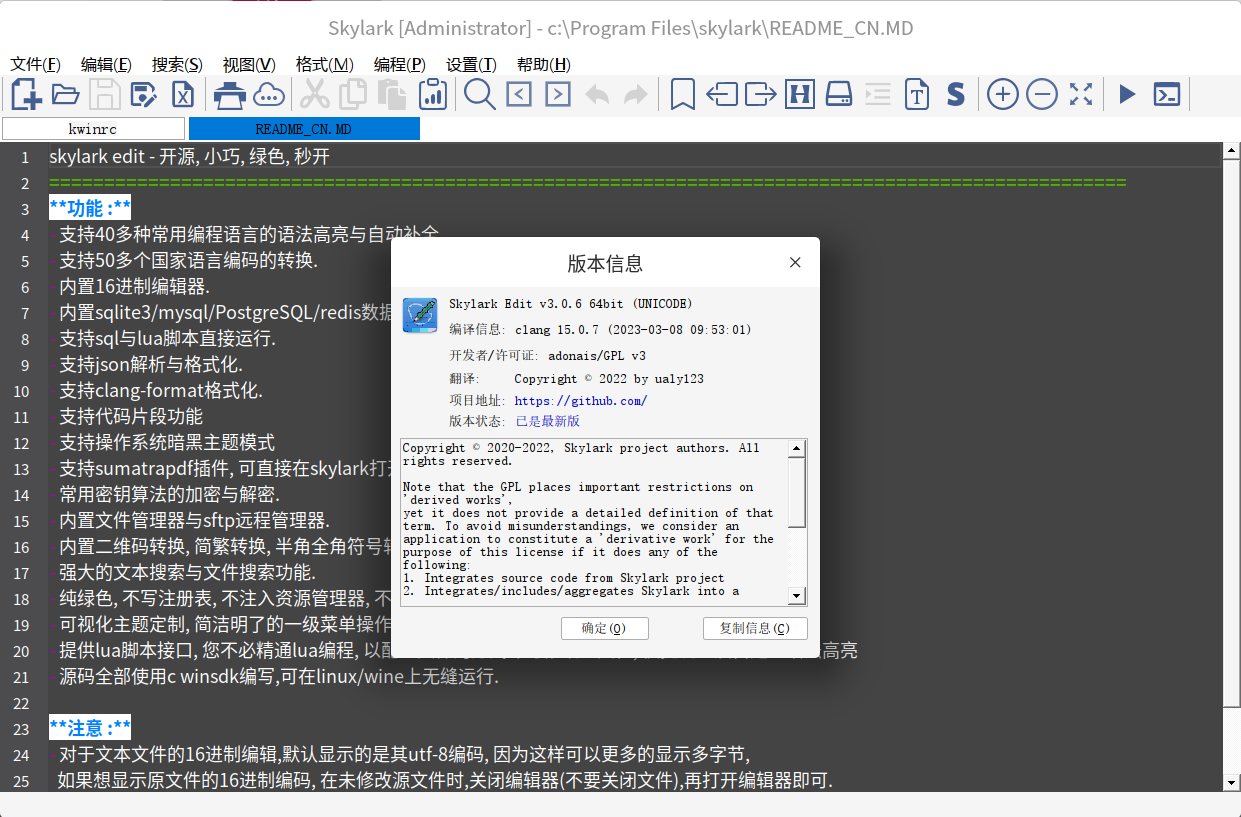 Skylark [Administrator] - c:\Program Files\skylark\README_CN.MD
文件(F) 编辑(E) 搜索(S) 视图(V) 格式(M) 编程(P) 设置(T) 帮助(H)
kwinrc README_CN.MD
1 skylark edit - 开源, 小巧, 绿色, 秒开
2 ==================================================================================================
3 **功能 :**
4 支持40多种常用编程语言的语法高亮与自动补全
5 支持50多个国家语言编码的转换.
6 内置16进制编辑器.
7 内置sqlite3/mysql/PostgreSQL/redis数据
8 支持sql与lua脚本直接运行.
9 支持json解析与格式化.
10 支持clang-format格式化.
11 支持代码片段功能
12 支持操作系统暗黑主题模式
13 支持sumatrapdf插件, 可直接在skylark打开
14 常用密钥算法的加密与解密.
15 内置文件管理器与sftp远程管理器.
16 内置二维码转换, 简繁转换, 半角全角符号转
17 强大的文本搜索与文件搜索功能.
18 纯绿色, 不写注册表, 不注入资源管理器, 不
19 可视化主题定制, 简洁明了的一级菜单操作
20 提供lua脚本接口, 您不必精通lua编程, 以配 高亮
21 源码全部使用c winsdk编写,可在linux/wine上无缝运行.
22
23 **注意 :**
24 对于文本文件的16进制编辑,默认显示的是其utf-8编码, 因为这样可以更多的显示多字节,
25 如果想显示原文件的16进制编码, 在未修改源文件时,关闭编辑器(不要关闭文件),再打开编辑器即可.
版本信息
Skylark Edit v3.0.6 64bit (UNICODE)
编译信息: clang 15.0.7 (2023-03-08 09:53:01)
开发者/许可证: adonais/GPL v3
翻译: Copyright © 2022 by ualy123
项目地址: https://github.com/
版本状态: 已是最新版
Copyright © 2020-2022, Skylark project authors. All
rights reserved.
Note that the GPL places important restrictions on
'derived works',
yet it does not provide a detailed definition of that
term. To avoid misunderstandings, we consider an
application to constitute a 'derivative work' for the
purpose of this license if it does any of the
following:
1. Integrates source code from Skylark project
2. Integrates/includes/aggregates Skylark into a
确定(O) 复制信息(C)